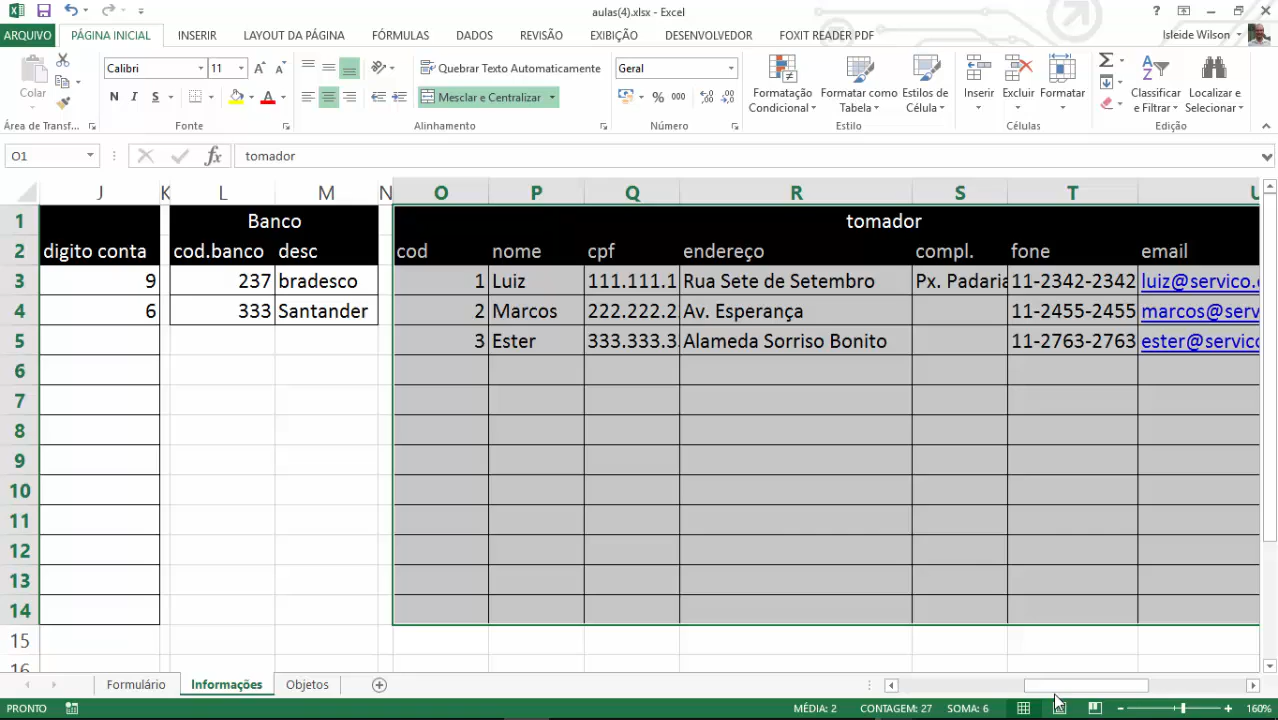 aulas(4).xlsx - Excel
ARQUIVO PÁGINA INICIAL INSERIR LAYOUT DA PÁGINA FÓRMULAS DADOS REVISÃO EXIBIÇÃO DESENVOLVEDOR FOXIT READER PDF Isfeide Wilson
Colar
Calibri 11
N I S
Quebrar Texto Automaticamente
Mesclar e Centralizar
Geral
% 000
Formatação Condicional
Formatar como Tabela
Estilos de Célula
Inserir
Excluir
Formatar
Classificar e Filtrar
Localizar e Selecionar
Área de Transf... Fonte Alinhamento Número Estilo Células Edição
O1 fx tomador
J K L M N O P Q R S T U
1 Banco tomador
2 digito conta cod.banco desc cod nome cpf endereço compl. fone email
3 9 237 bradesco 1 Luiz 111.111.1 Rua Sete de Setembro Px. Padaria 11-2342-2342 luiz@servico.
4 6 333 Santander 2 Marcos 222.222.2 Av. Esperança 11-2455-2455 marcos@serv
5 3 Ester 333.333.3 Alameda Sorriso Bonito 11-2763-2763 ester@servico
6
7
8
9
10
11
12
13
14
15
16
Formulário Informações Objetos
PRONTO MÉDIA: 2 CONTAGEM: 27 SOMA: 6 160%